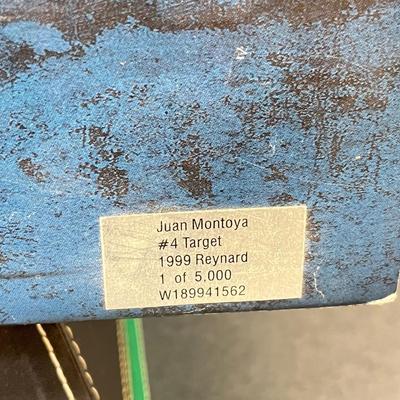 Juan Montoya
#4 Target
1999 Reynard
1 of 5,000
W189941562